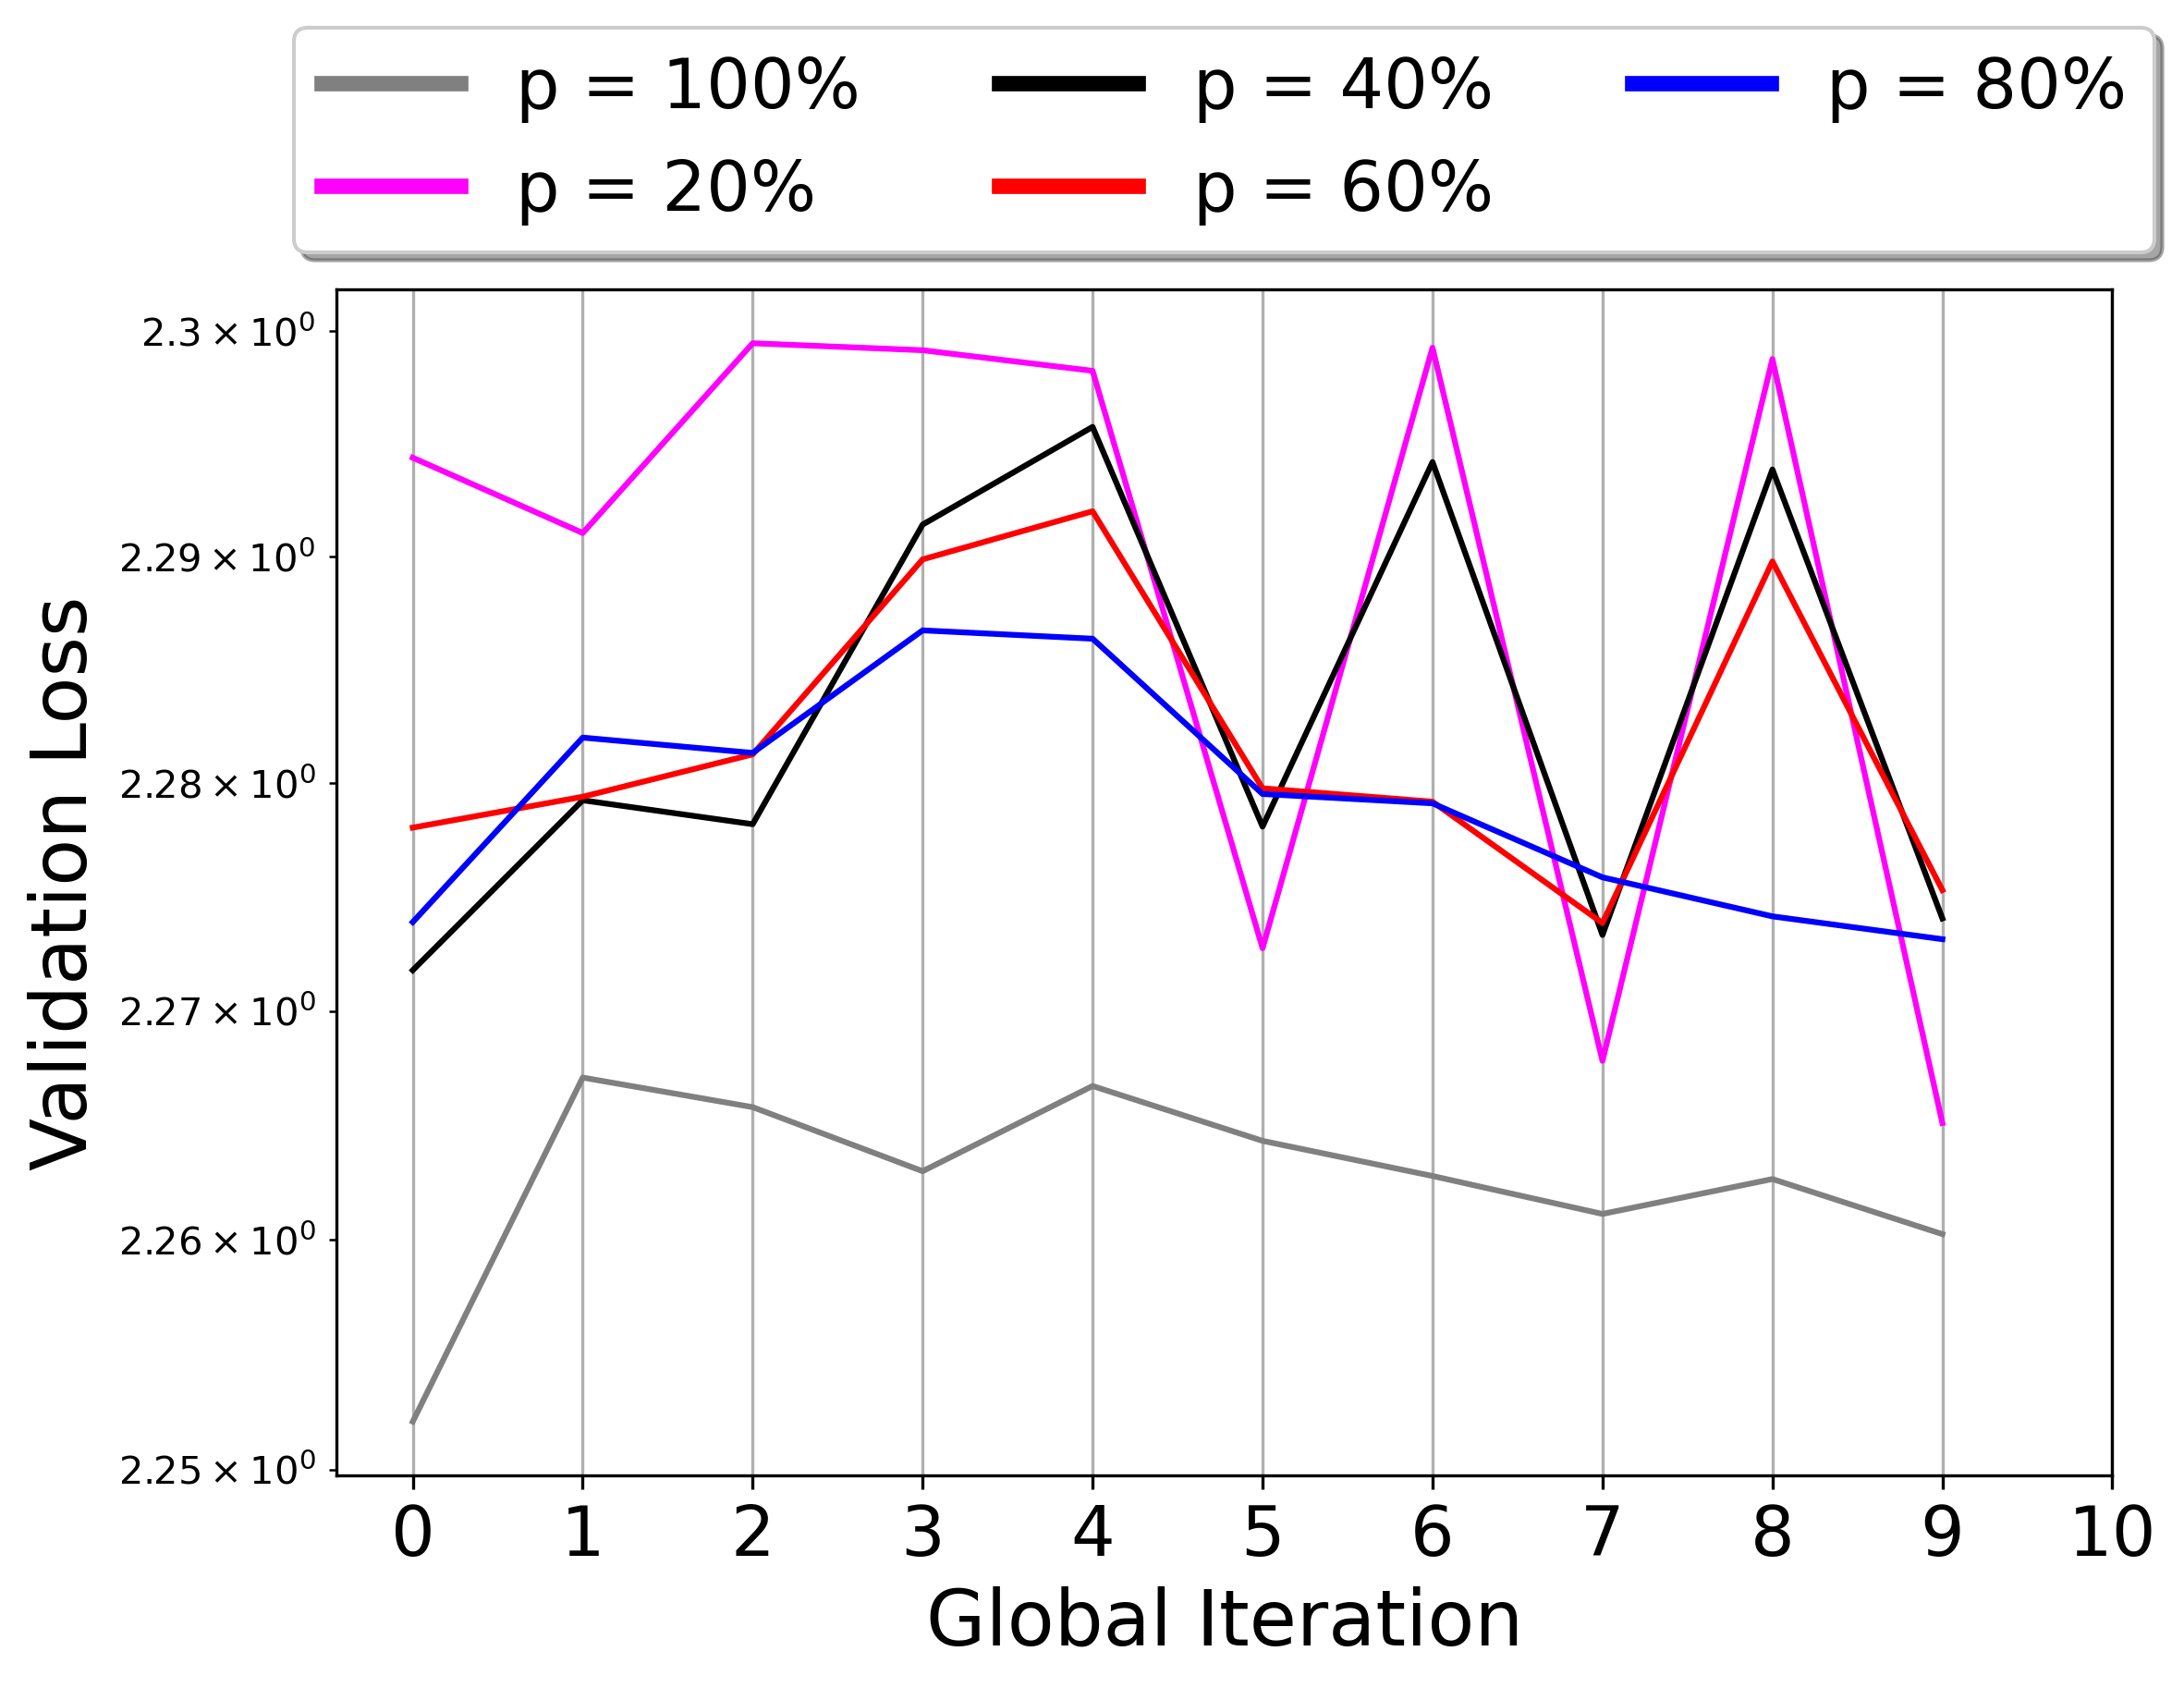 p = 100% p = 40% p = 80%
p = 20% p = 60%
2.3 × 10⁰
2.29 × 10⁰
2.28 × 10⁰
2.27 × 10⁰
2.26 × 10⁰
2.25 × 10⁰
Validation Loss
0 1 2 3 4 5 6 7 8 9 10
Global Iteration